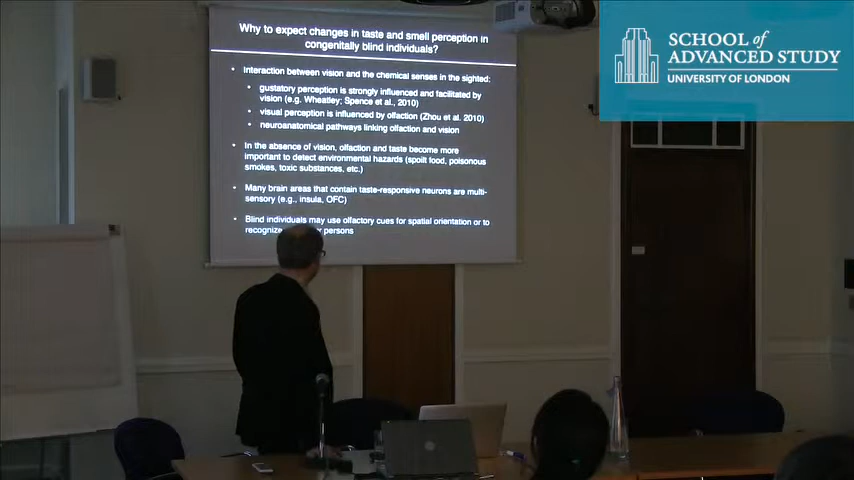 Why to expect changes in taste and smell perception in
congenitally blind individuals?
• Interaction between vision and the chemical senses in the sighted:
• gustatory perception is strongly influenced and facilitated by
vision (e.g. Wheatley; Spence et al., 2010)
• visual perception is influenced by olfaction (Zhou et al. 2010)
• neuroanatomical pathways linking olfaction and vision
• In the absence of vision, olfaction and taste become more
important to detect environmental hazards (spoilt food, poisonous
smokes, toxic substances, etc.)
• Many brain areas that contain taste-responsive neurons are multi-
sensory (e.g., insula, OFC)
• Blind individuals may use olfactory cues for spatial orientation or to
recognize persons
SCHOOL of
ADVANCED STUDY
UNIVERSITY OF LONDON